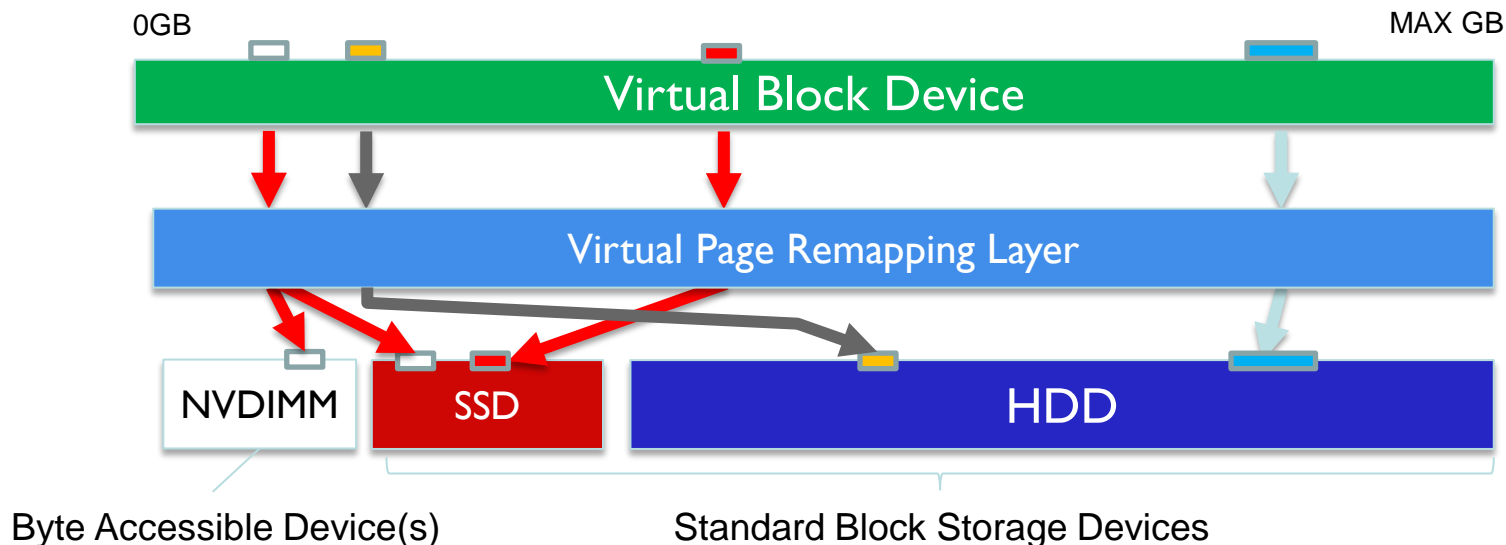 0GB
MAX GB
Virtual Block Device
Virtual Page Remapping Layer
NVDIMM
SSD
HDD
Byte Accessible Device(s)
Standard Block Storage Devices